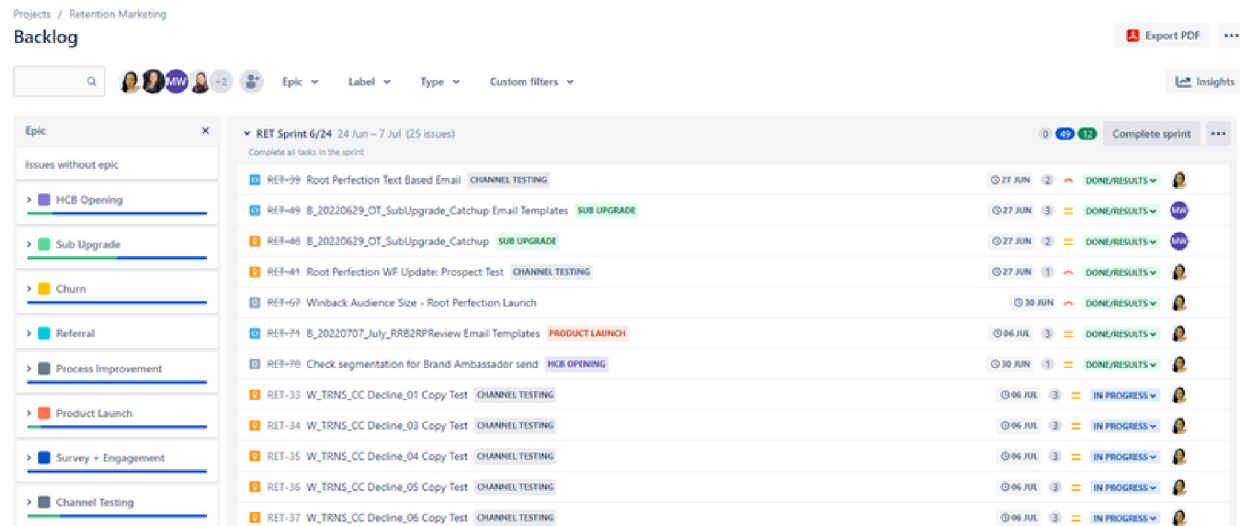 Projects / Retention Marketing
Backlog
Export PDF
MW
+2
Epic
Label
Type
Custom filters
Insights
Epic
Issues without epic
HCB Opening
Sub Upgrade
Churn
Referral
Process Improvement
Product Launch
Survey + Engagement
Channel Testing
RET Sprint 6/24 24 Jun – 7 Jul (25 issues)
0 49 12 Complete sprint
Complete all tasks in the sprint
RET-39 Root Perfection Text Based Email CHANNEL TESTING 27 JUN 2 DONE/RESULTS
RET-49 B_20220629_OT_SubUpgrade_Catchup Email Templates SUB UPGRADE 27 JUN 3 DONE/RESULTS MW
RET-48 B_20220629_OT_SubUpgrade_Catchup SUB UPGRADE 27 JUN 2 DONE/RESULTS MW
RET-41 Root Perfection WF Update: Prospect Test CHANNEL TESTING 27 JUN 1 DONE/RESULTS
RET-67 Winback Audience Size - Root Perfection Launch 30 JUN DONE/RESULTS
RET-71 B_20220707_July_RRB2RPReview Email Templates PRODUCT LAUNCH 06 JUL 3 DONE/RESULTS
RET-70 Check segmentation for Brand Ambassador send HCB OPENING 30 JUN 1 DONE/RESULTS
RET-33 W_TRNS_CC Decline_01 Copy Test CHANNEL TESTING 06 JUL 3 IN PROGRESS
RET-34 W_TRNS_CC Decline_03 Copy Test CHANNEL TESTING 06 JUL 3 IN PROGRESS
RET-35 W_TRNS_CC Decline_04 Copy Test CHANNEL TESTING 06 JUL 3 IN PROGRESS
RET-36 W_TRNS_CC Decline_05 Copy Test CHANNEL TESTING 06 JUL 3 IN PROGRESS
RET-37 W_TRNS_CC Decline_06 Copy Test CHANNEL TESTING 06 JUL 3 IN PROGRESS